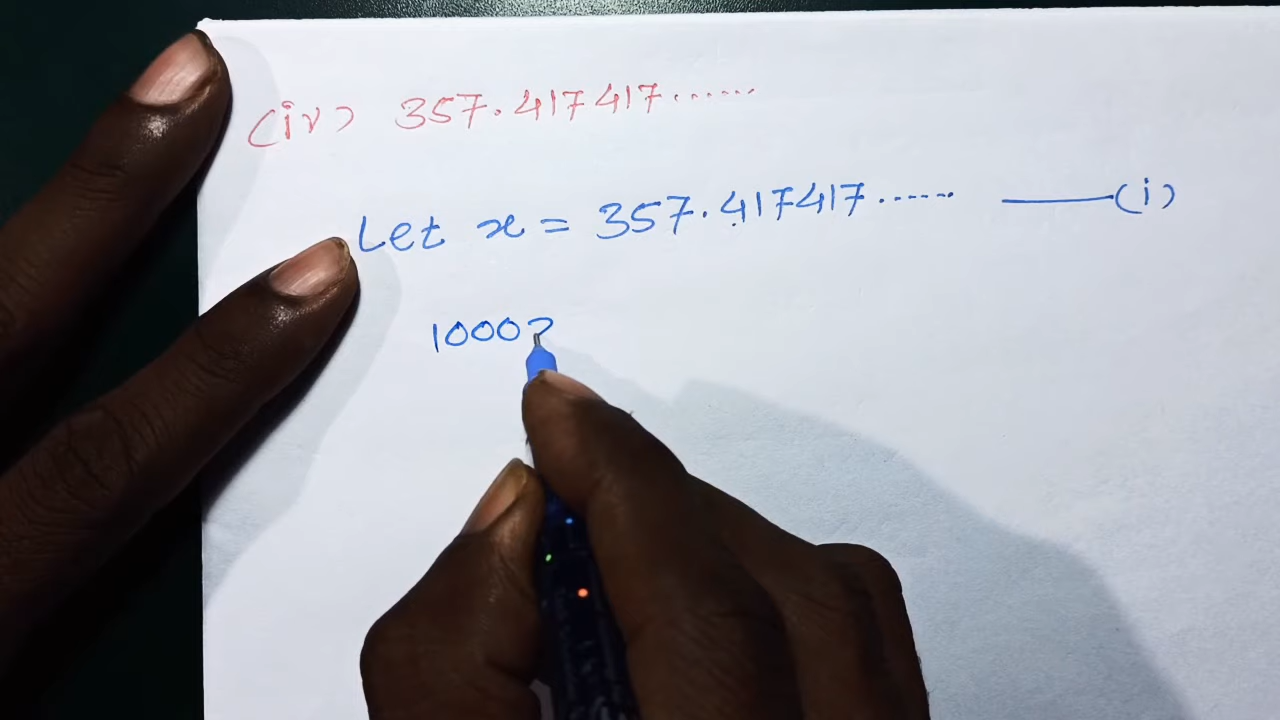 (iv) 357.417417......
Let x = 357.417417...... ——(i)
1000